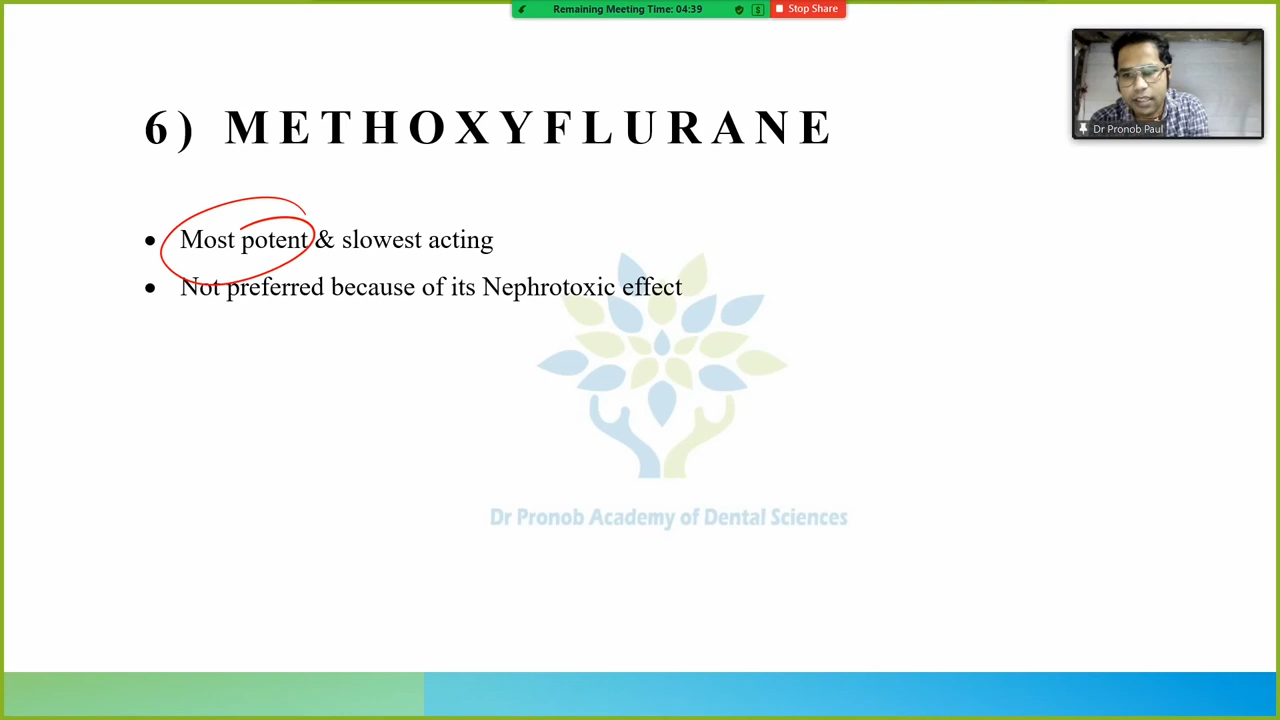 Remaining Meeting Time: 04:39
Stop Share
Dr Pronob Paul
6) METHOXYFLURANE
• Most potent & slowest acting
• Not preferred because of its Nephrotoxic effect
Dr Pronob Academy of Dental Sciences